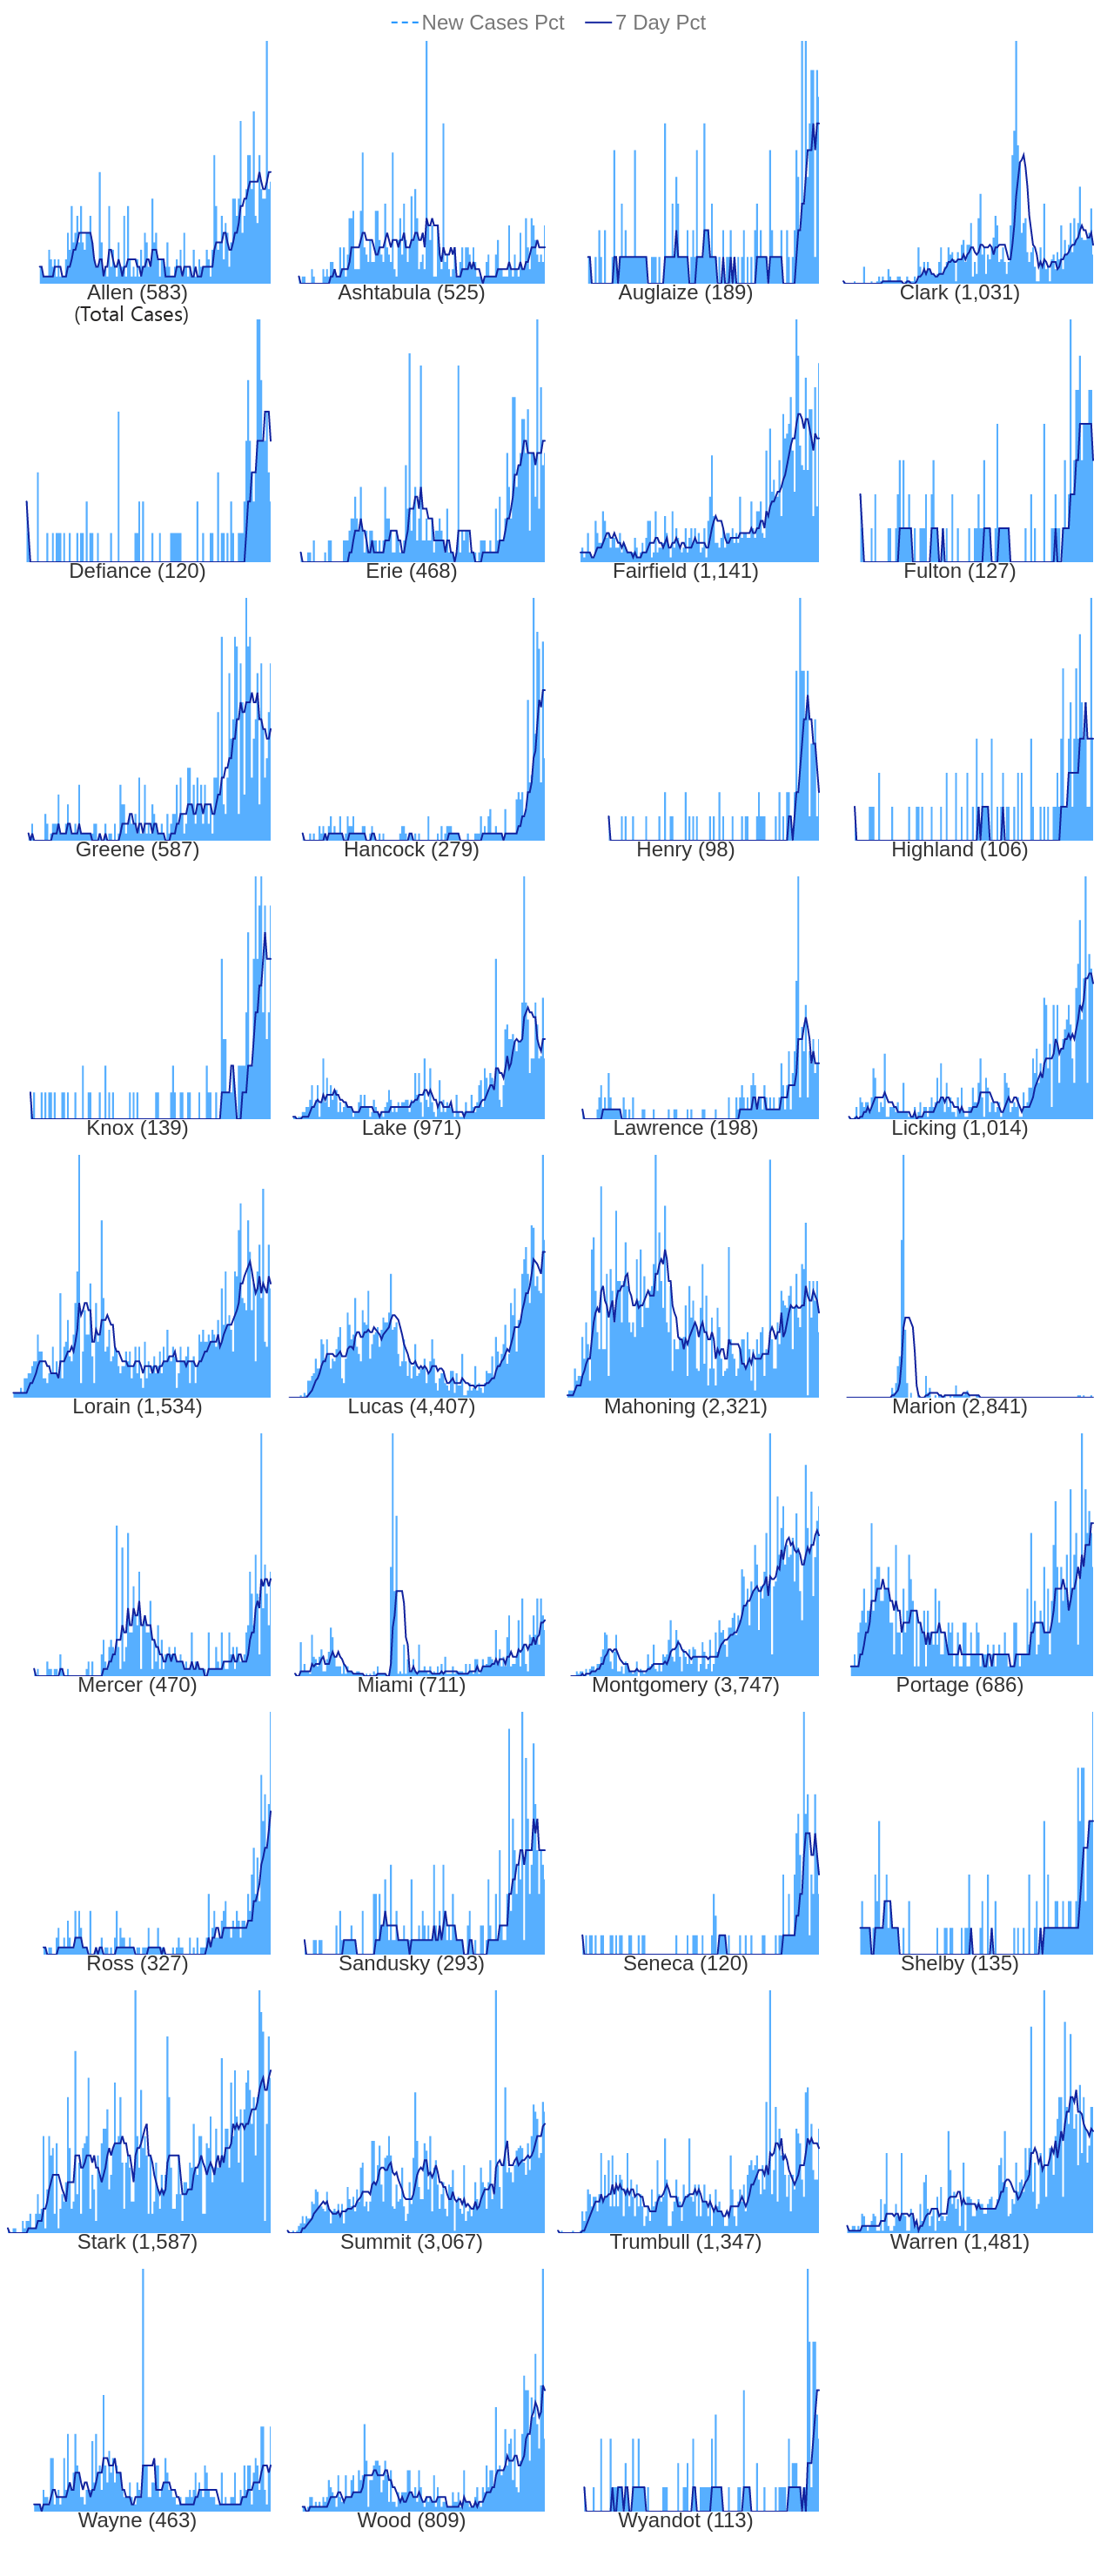 New Cases Pct 7 Day Pct
Allen (583) Ashtabula (525) Auglaize (189) Clark (1,031)
(Total Cases)
Defiance (120) Erie (468) Fairfield (1,141) Fulton (127)
Greene (587) Hancock (279) Henry (98) Highland (106)
Knox (139) Lake (971) Lawrence (198) Licking (1,014)
Lorain (1,534) Lucas (4,407) Mahoning (2,321) Marion (2,841)
Mercer (470) Miami (711) Montgomery (3,747) Portage (686)
Ross (327) Sandusky (293) Seneca (120) Shelby (135)
Stark (1,587) Summit (3,067) Trumbull (1,347) Warren (1,481)
Wayne (463) Wood (809) Wyandot (113)